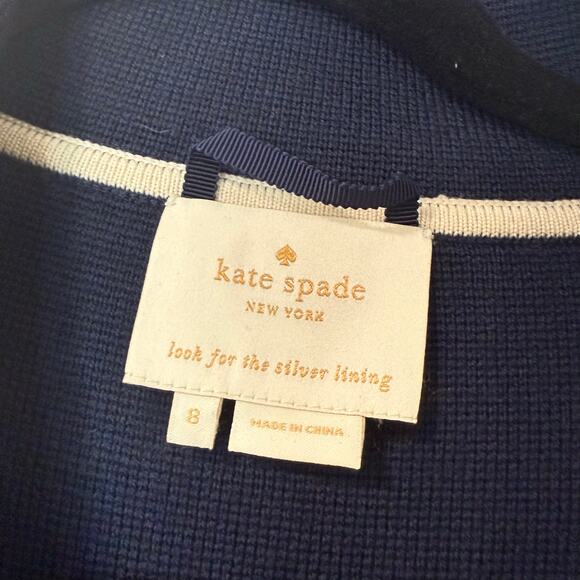 kate spade
NEW YORK
look for the silver lining
8
MADE IN CHINA